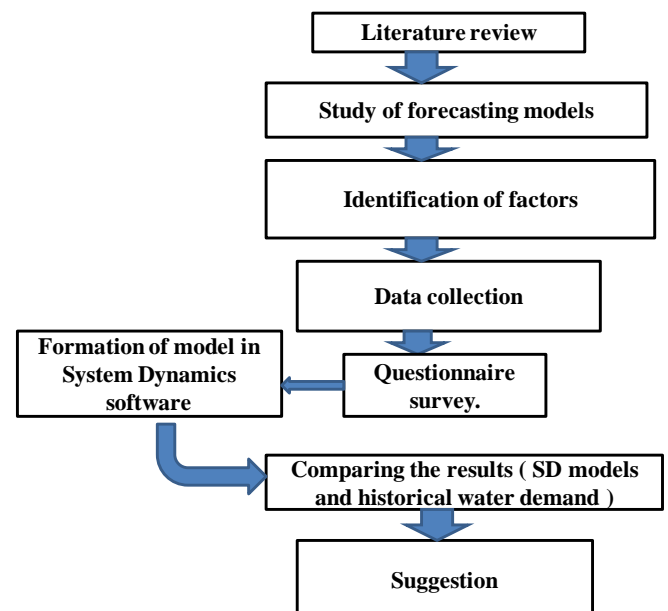 Literature review
Study of forecasting models
Identification of factors
Data collection
Questionnaire
survey.
Formation of model in
System Dynamics
software
Comparing the results ( SD models
and historical water demand )
Suggestion